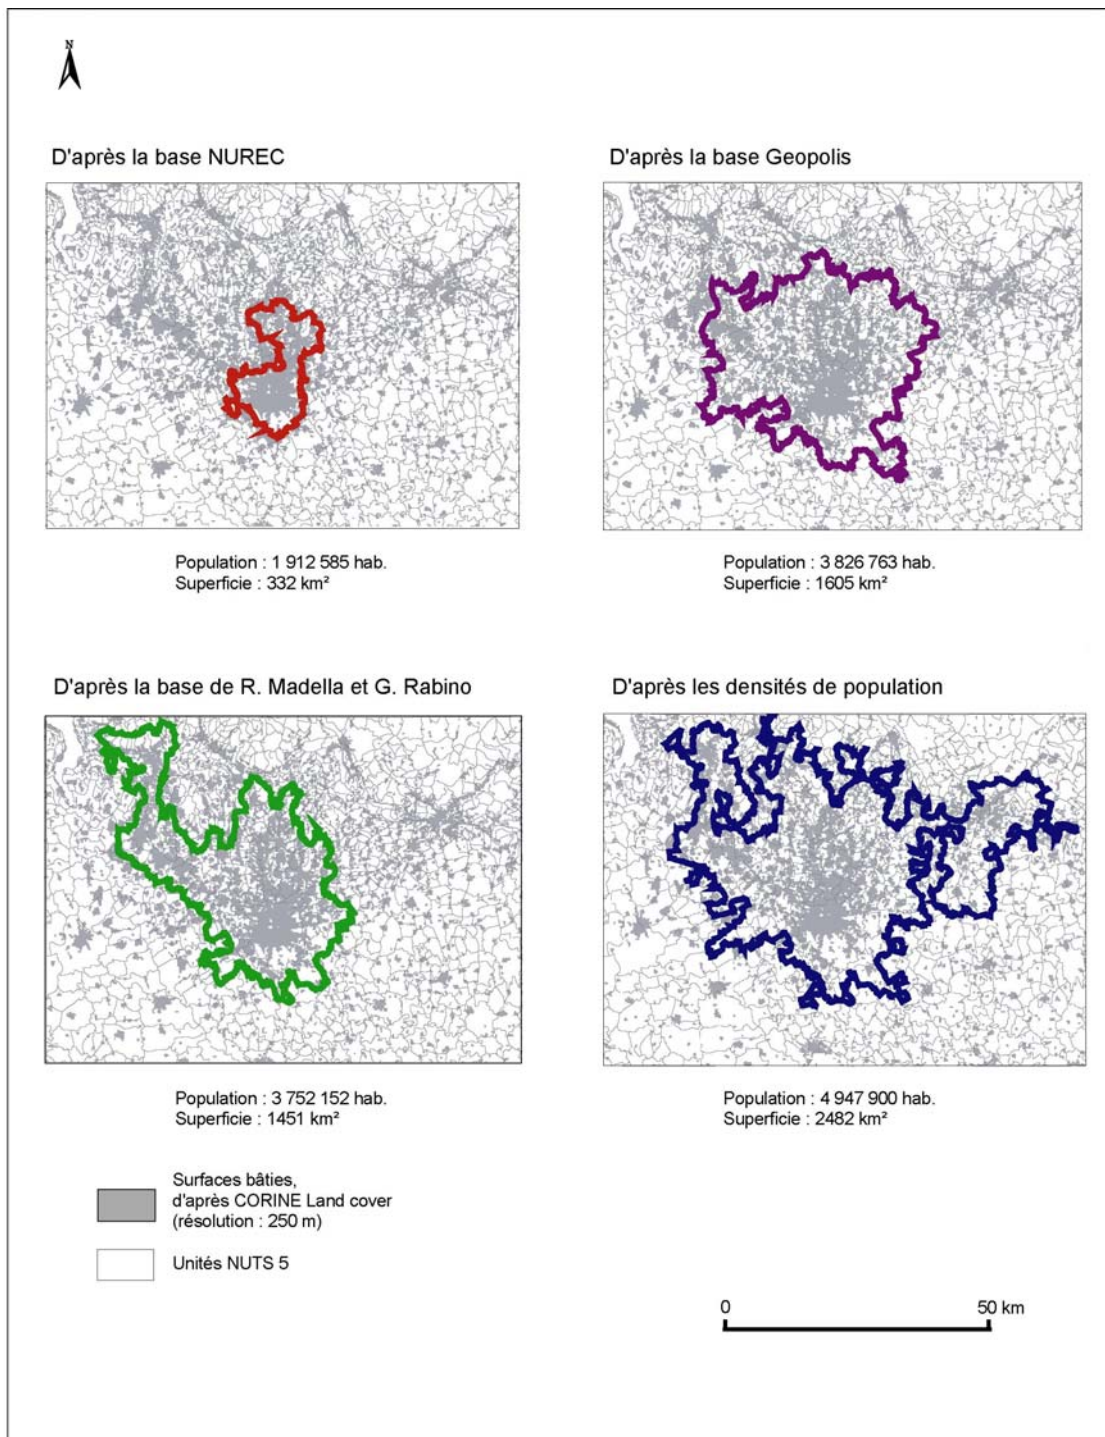 N
D'après la base NUREC
D'après la base Geopolis
Population : 1 912 585 hab.
Superficie : 332 km²
Population : 3 826 763 hab.
Superficie : 1605 km²
D'après la base de R. Madella et G. Rabino
D'après les densités de population
Population : 3 752 152 hab.
Superficie : 1451 km²
Population : 4 947 900 hab.
Superficie : 2482 km²
Surfaces bâties,
d'après CORINE Land cover
(résolution : 250 m)
Unités NUTS 5
0 50 km